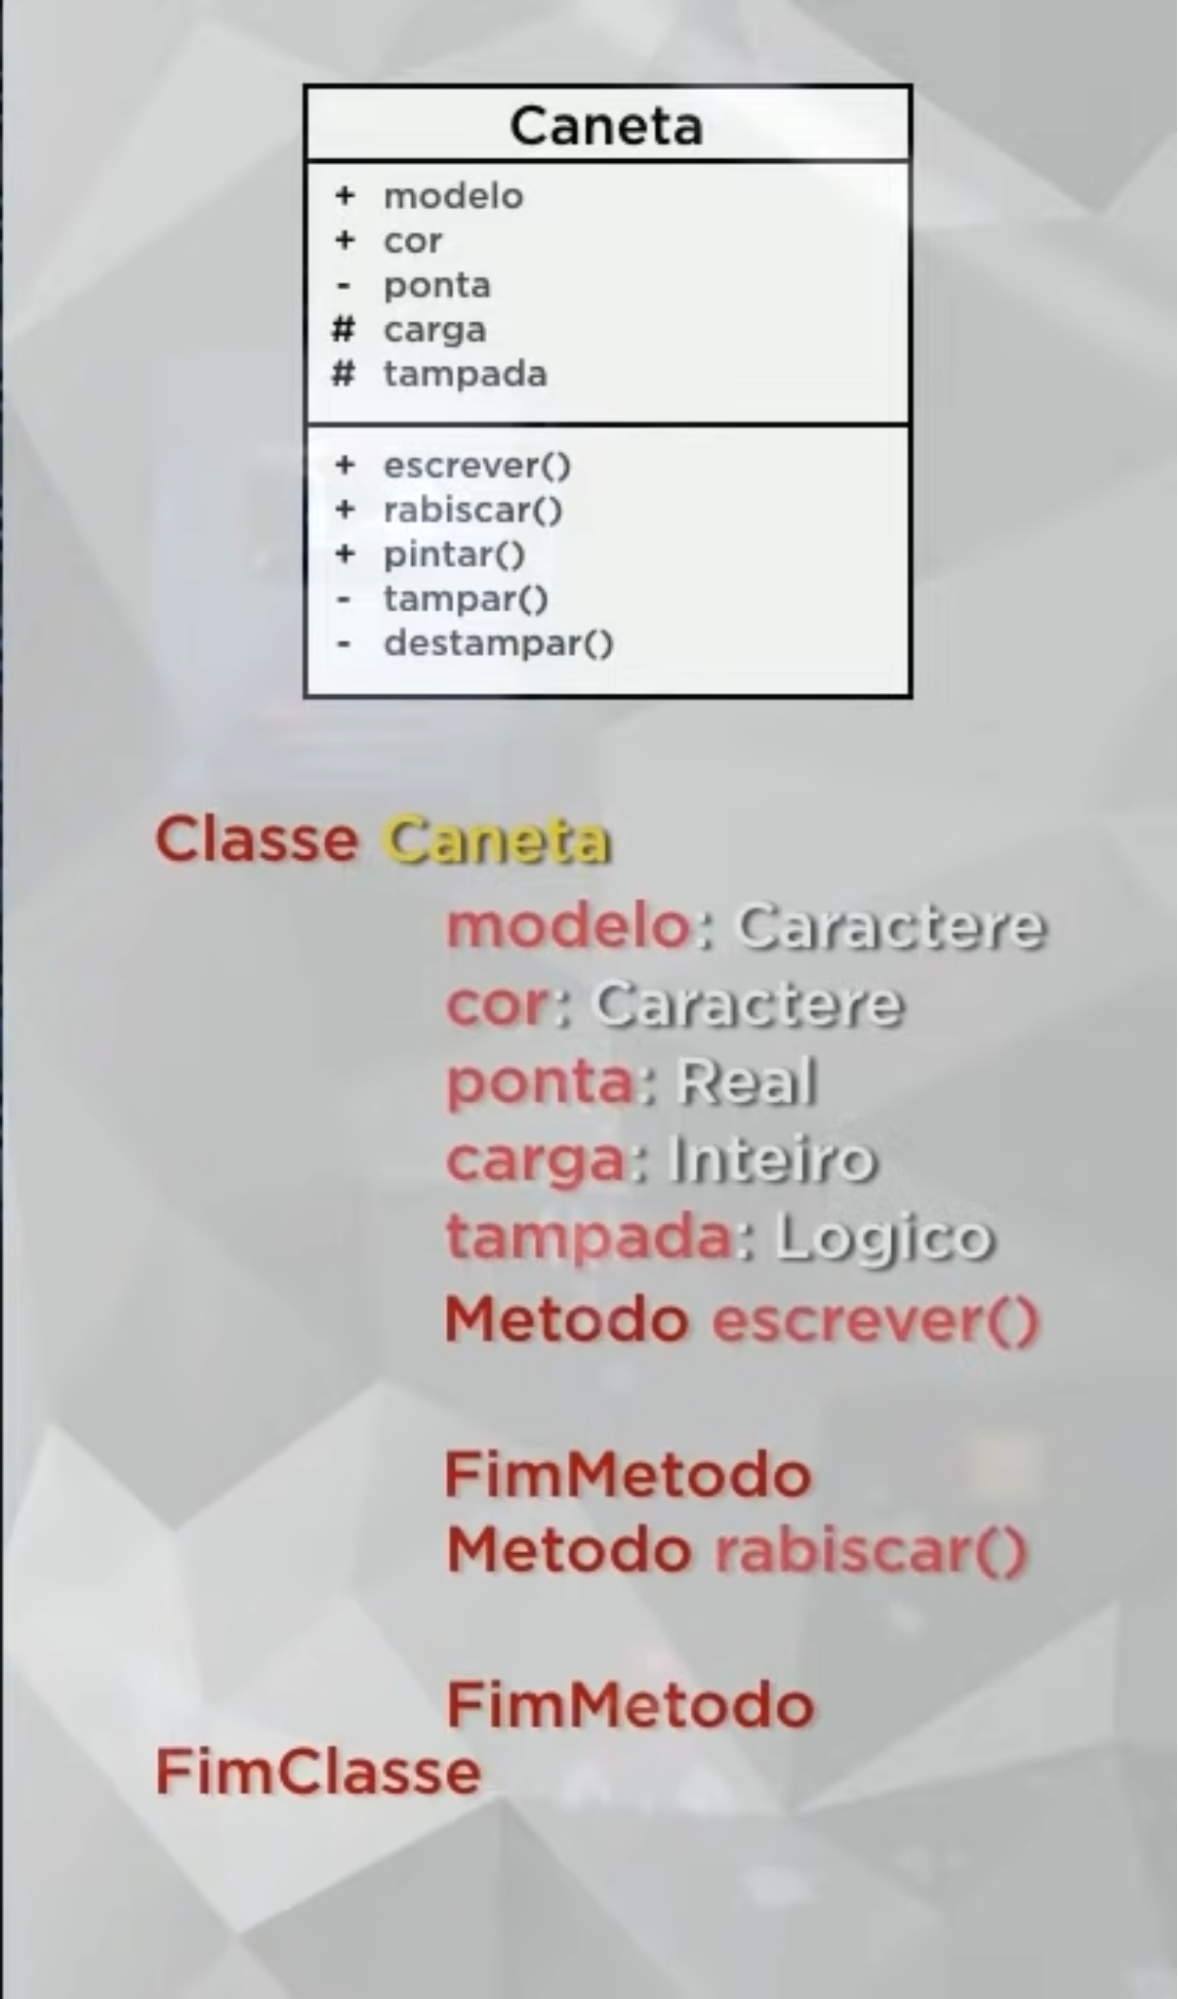 Caneta
+ modelo
+ cor
- ponta
# carga
# tampada
+ escrever()
+ rabiscar()
+ pintar()
- tampar()
- destampar()
Classe Caneta
modelo: Caractere
cor: Caractere
ponta: Real
carga: Inteiro
tampada: Logico
Metodo escrever()
FimMetodo
Metodo rabiscar()
FimMetodo
FimClasse